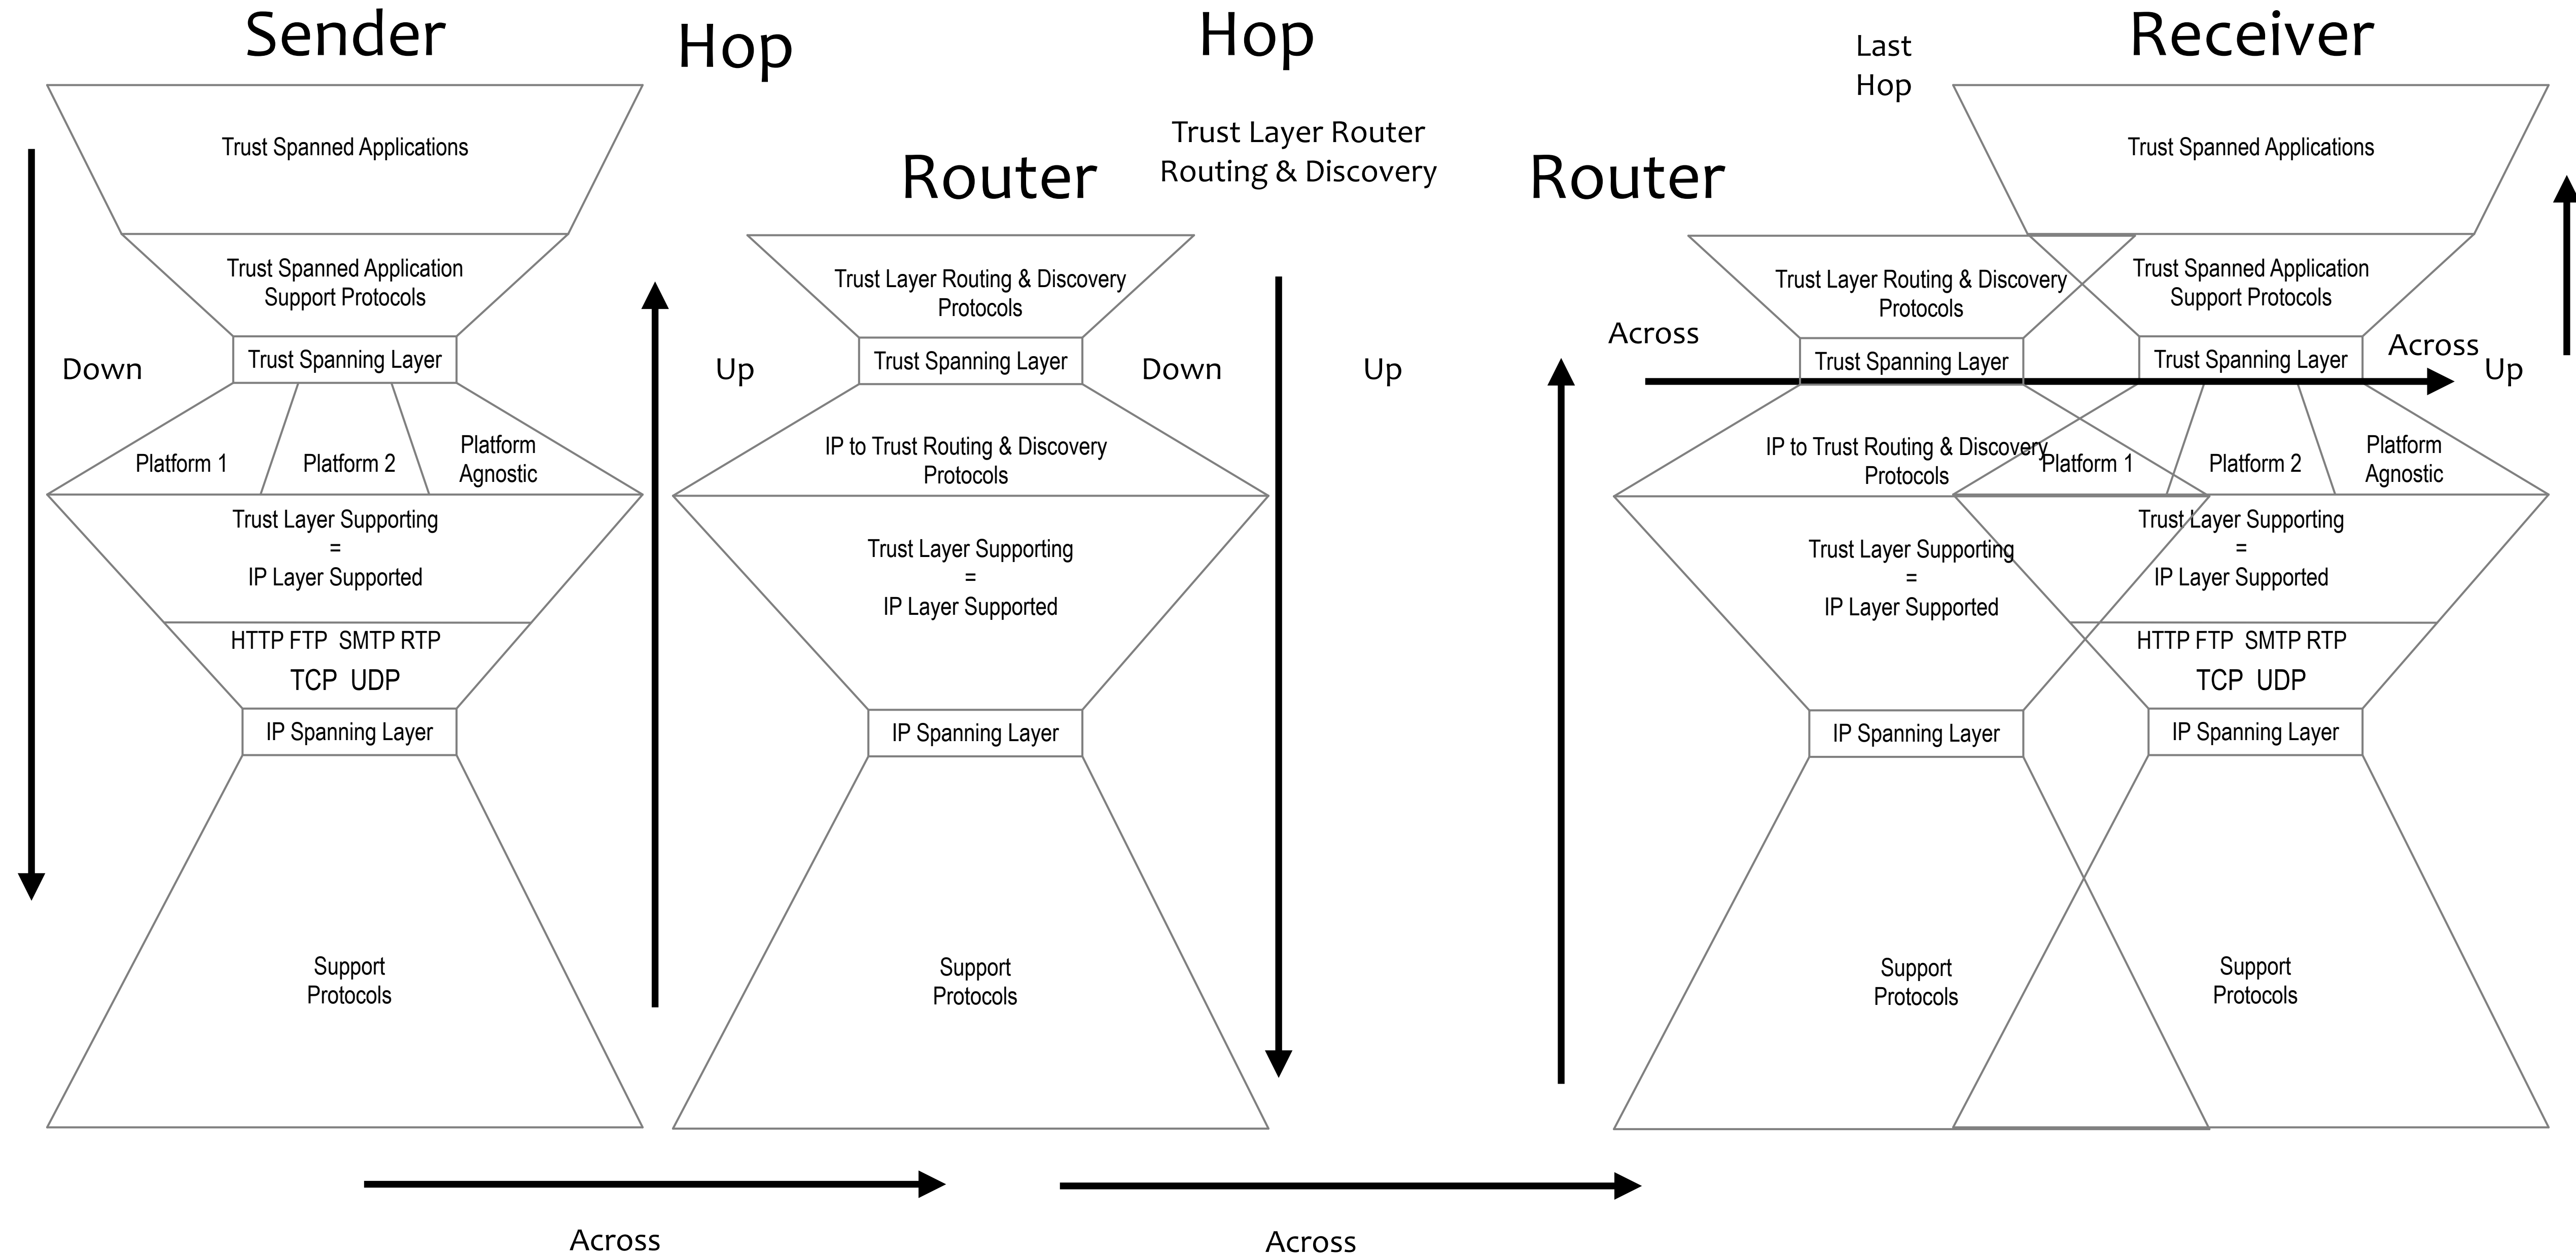 Sender
Hop
Hop
Last
Hop
Receiver
Trust Layer Router
Routing & Discovery
Router
Router
Trust Spanned Applications
Trust Spanned Application
Support Protocols
Trust Spanning Layer
Down
Platform 1
Platform 2
Platform
Agnostic
Trust Layer Supporting
=
IP Layer Supported
HTTP FTP SMTP RTP
TCP UDP
IP Spanning Layer
Support
Protocols
Across
Up
Trust Layer Routing & Discovery
Protocols
Trust Spanning Layer
IP to Trust Routing & Discovery
Protocols
Trust Layer Supporting
=
IP Layer Supported
IP Spanning Layer
Support
Protocols
Down
Up
Across
Across
Trust Layer Routing & Discovery
Protocols
Trust Spanning Layer
IP to Trust Routing & Discovery
Protocols
Trust Layer Supporting
=
IP Layer Supported
IP Spanning Layer
Support
Protocols
Trust Spanned Applications
Trust Spanned Application
Support Protocols
Trust Spanning Layer
Across
Up
Platform 1
Platform 2
Platform
Agnostic
Trust Layer Supporting
=
IP Layer Supported
HTTP FTP SMTP RTP
TCP UDP
IP Spanning Layer
Support
Protocols